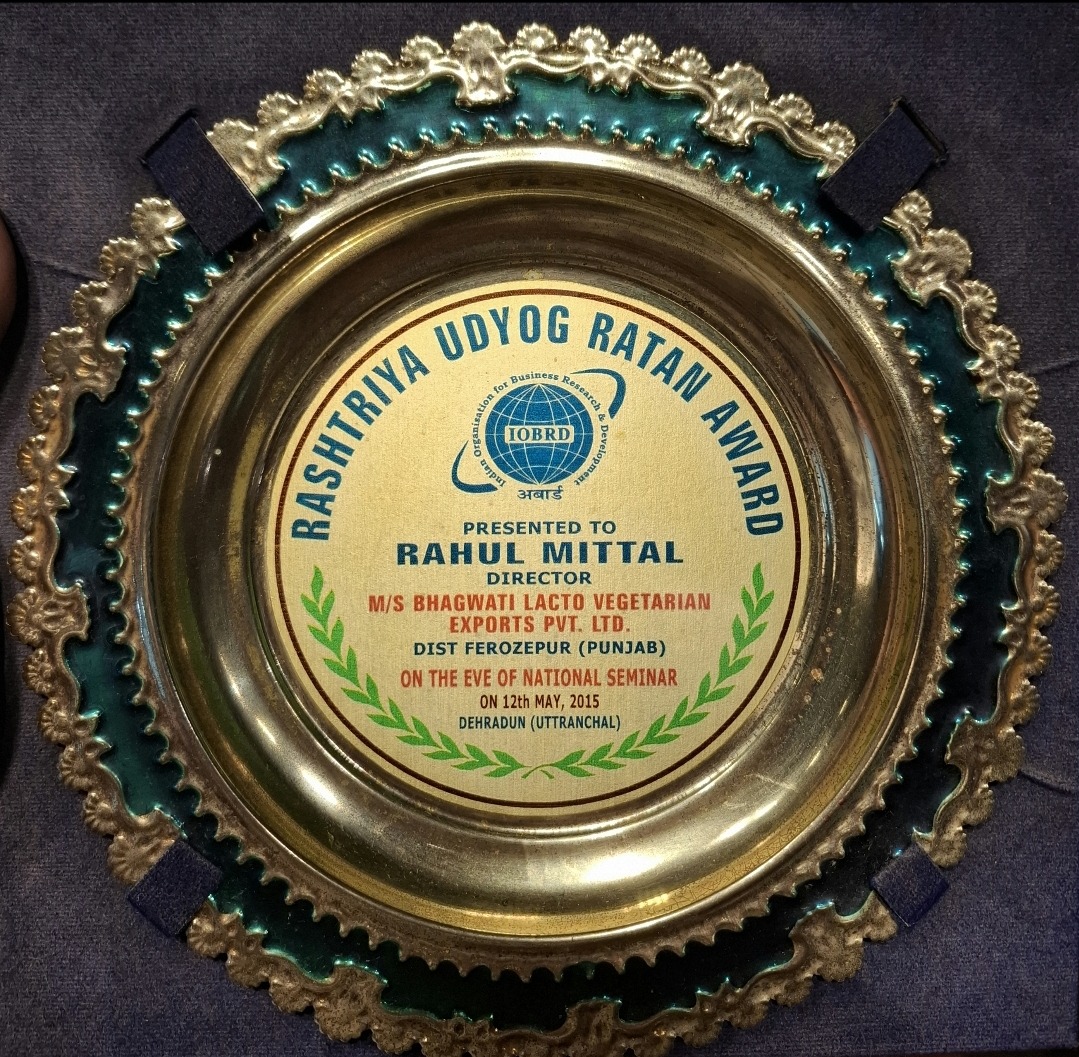 RASHTRIYA UDYOG RATAN AWARD
Indian Organisation for Business Research & Development
IOBRD
अबार्ड
PRESENTED TO
RAHUL MITTAL
DIRECTOR
M/S BHAGWATI LACTO VEGETARIAN
EXPORTS PVT. LTD.
DIST FEROZEPUR (PUNJAB)
ON THE EVE OF NATIONAL SEMINAR
ON 12th MAY, 2015
DEHRADUN (UTTRANCHAL)